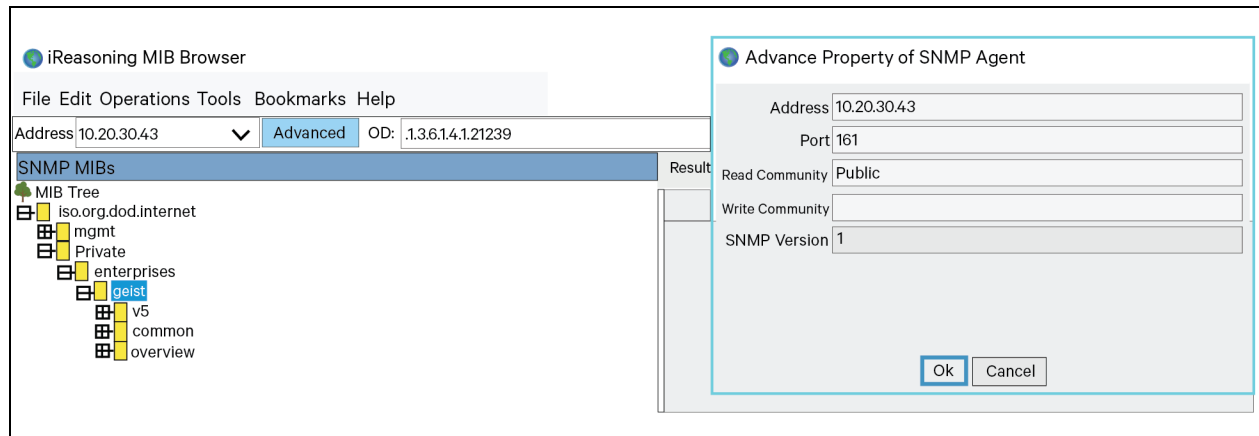 iReasoning MIB Browser
File Edit Operations Tools Bookmarks Help
Address 10.20.30.43 Advanced OD: .1.3.6.1.4.1.21239
SNMP MIBs
MIB Tree
iso.org.dod.internet
mgmt
Private
enterprises
geist
v5
common
overview
Result
Advance Property of SNMP Agent
Address 10.20.30.43
Port 161
Read Community Public
Write Community
SNMP Version 1
Ok Cancel